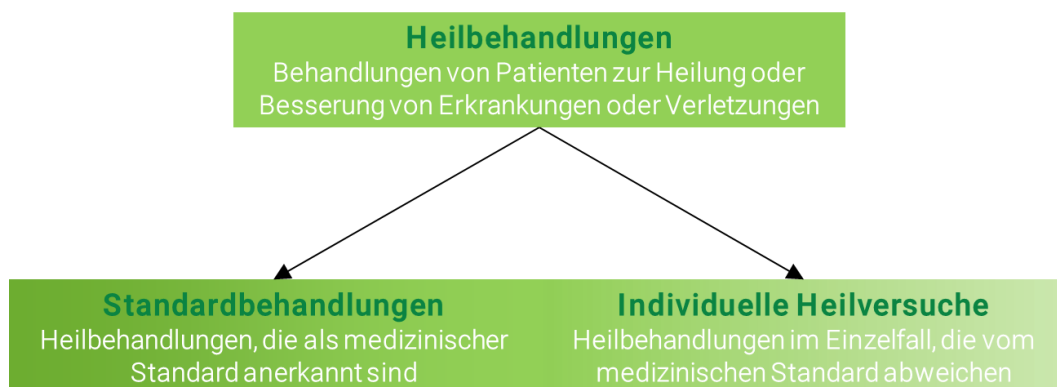 Heilbehandlungen
Behandlungen von Patienten zur Heilung oder
Besserung von Erkrankungen oder Verletzungen
Standardbehandlungen
Heilbehandlungen, die als medizinischer
Standard anerkannt sind
Individuelle Heilversuche
Heilbehandlungen im Einzelfall, die vom
medizinischen Standard abweichen